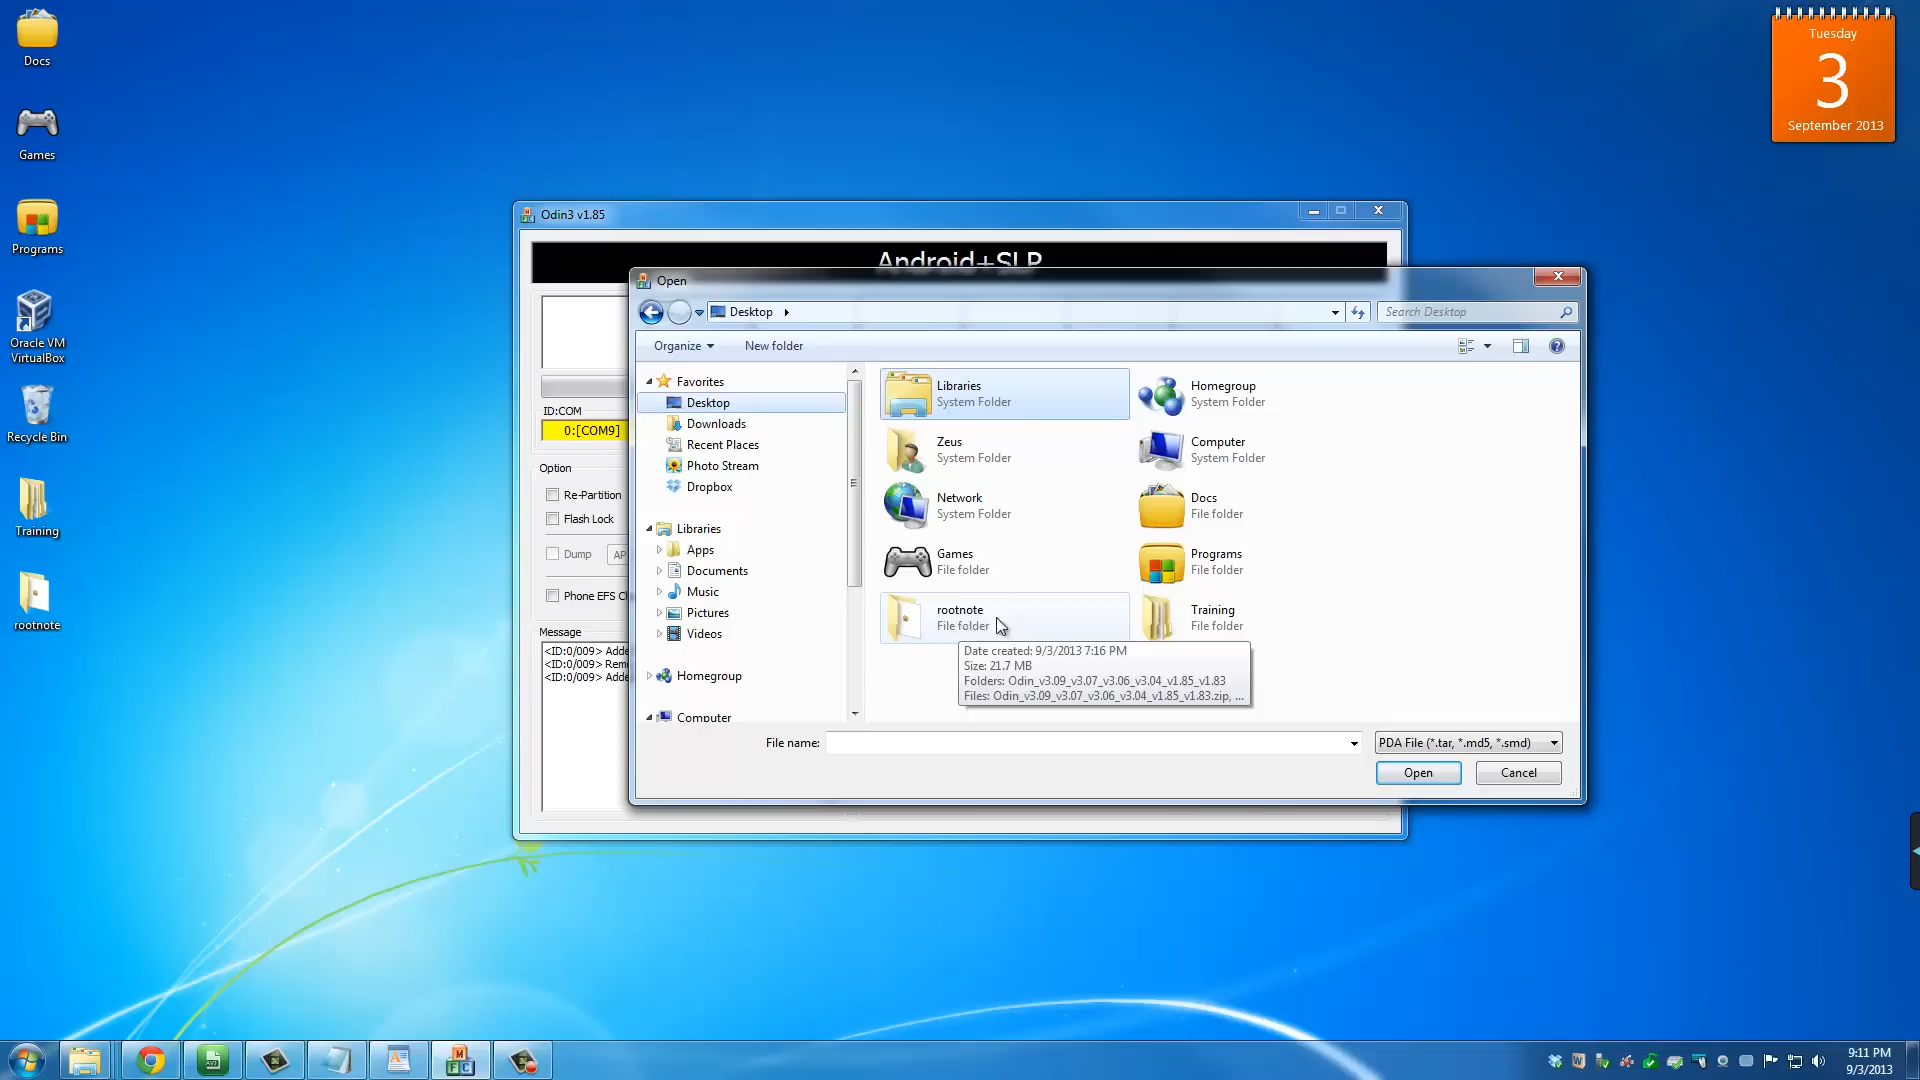 Docs
Games
Programs
Oracle VM
VirtualBox
Recycle Bin
Training
rootnote
Tuesday
3
September 2013
Odin3 v1.85
Android+SLP
ID:COM
0:[COM9]
Option
Re-Partition
Flash Lock
Dump
AP
Phone EFS Cl
Message
<ID:0/009> Adde
<ID:0/009> Rem
<ID:0/009> Adde
Open
Desktop
Search Desktop
Organize
New folder
Favorites
Desktop
Downloads
Recent Places
Photo Stream
Dropbox
Libraries
Apps
Documents
Music
Pictures
Videos
Homegroup
Computer
Libraries
System Folder
Homegroup
System Folder
Zeus
System Folder
Computer
System Folder
Network
System Folder
Docs
File folder
Games
File folder
Programs
File folder
rootnote
File folder
Training
File folder
Date created: 9/3/2013 7:16 PM
Size: 21.7 MB
Folders: Odin_v3.09_v3.07_v3.06_v3.04_v1.85_v1.83
Files: Odin_v3.09_v3.07_v3.06_v3.04_v1.85_v1.83.zip, ...
File name:
PDA File (*.tar, *.md5, *.smd)
Open
Cancel
9:11 PM
9/3/2013